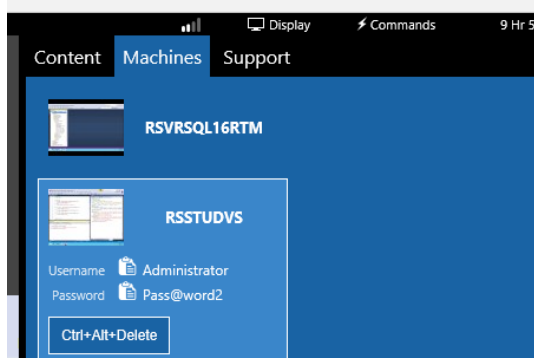 Display Commands 9 Hr 5
Content Machines Support
RSVRSQL16RTM
RSSTUDVS
Username Administrator
Password Pass@word2
Ctrl+Alt+Delete